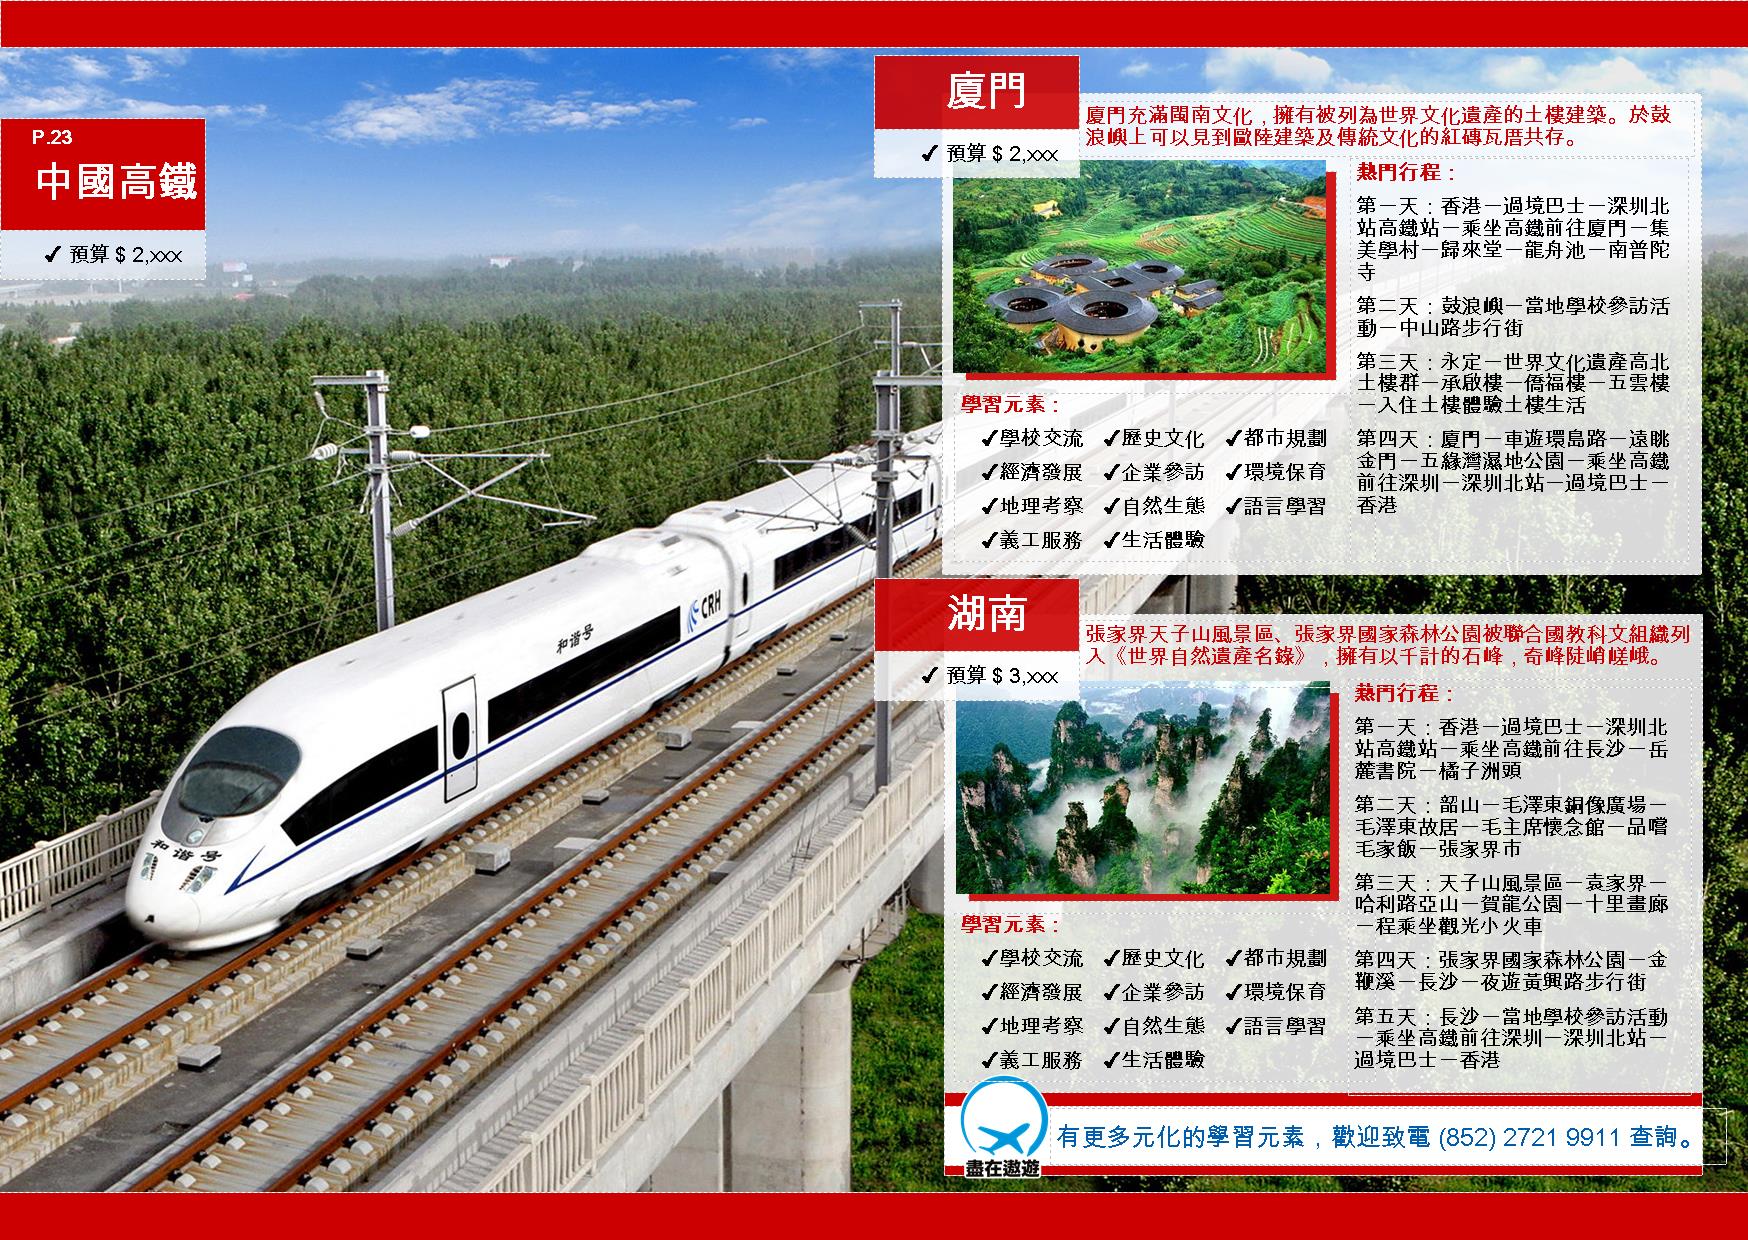 P.23
中國高鐵
✓ 預算 $ 2,xxx
和谐号
CRH
和谐号
廈門
✓ 預算 $ 2,xxx
廈門充滿閩南文化，擁有被列為世界文化遺產的土樓建築。於鼓
浪嶼上可以見到歐陸建築及傳統文化的紅磚瓦厝共存。
熱門行程：
第一天：香港－過境巴士－深圳北
站高鐵站－乘坐高鐵前往廈門－集
美學村－歸來堂－龍舟池－南普陀
寺
第二天：鼓浪嶼－當地學校參訪活
動－中山路步行街
第三天：永定－世界文化遺產高北
土樓群－承啟樓－僑福樓－五雲樓
－入住土樓體驗土樓生活
第四天：廈門－車遊環島路－遠眺
金門－五緣灣濕地公園－乘坐高鐵
前往深圳－深圳北站－過境巴士－
香港
學習元素：
✓學校交流 ✓歷史文化 ✓都市規劃
✓經濟發展 ✓企業參訪 ✓環境保育
✓地理考察 ✓自然生態 ✓語言學習
✓義工服務 ✓生活體驗
湖南
✓ 預算 $ 3,xxx
張家界天子山風景區、張家界國家森林公園被聯合國教科文組織列
入《世界自然遺產名錄》，擁有以千計的石峰，奇峰陡峭嵯峨。
熱門行程：
第一天：香港－過境巴士－深圳北
站高鐵站－乘坐高鐵前往長沙－岳
麓書院－橘子洲頭
第二天：韶山－毛澤東銅像廣場－
毛澤東故居－毛主席懷念館－品嚐
毛家飯－張家界市
第三天：天子山風景區－袁家界－
哈利路亞山－賀龍公園－十里畫廊
－程乘坐觀光小火車
第四天：張家界國家森林公園－金
鞭溪－長沙－夜遊黃興路步行街
第五天：長沙－當地學校參訪活動
－乘坐高鐵前往深圳－深圳北站－
過境巴士－香港
學習元素：
✓學校交流 ✓歷史文化 ✓都市規劃
✓經濟發展 ✓企業參訪 ✓環境保育
✓地理考察 ✓自然生態 ✓語言學習
✓義工服務 ✓生活體驗
盡在遨遊
有更多元化的學習元素，歡迎致電 (852) 2721 9911 查詢。